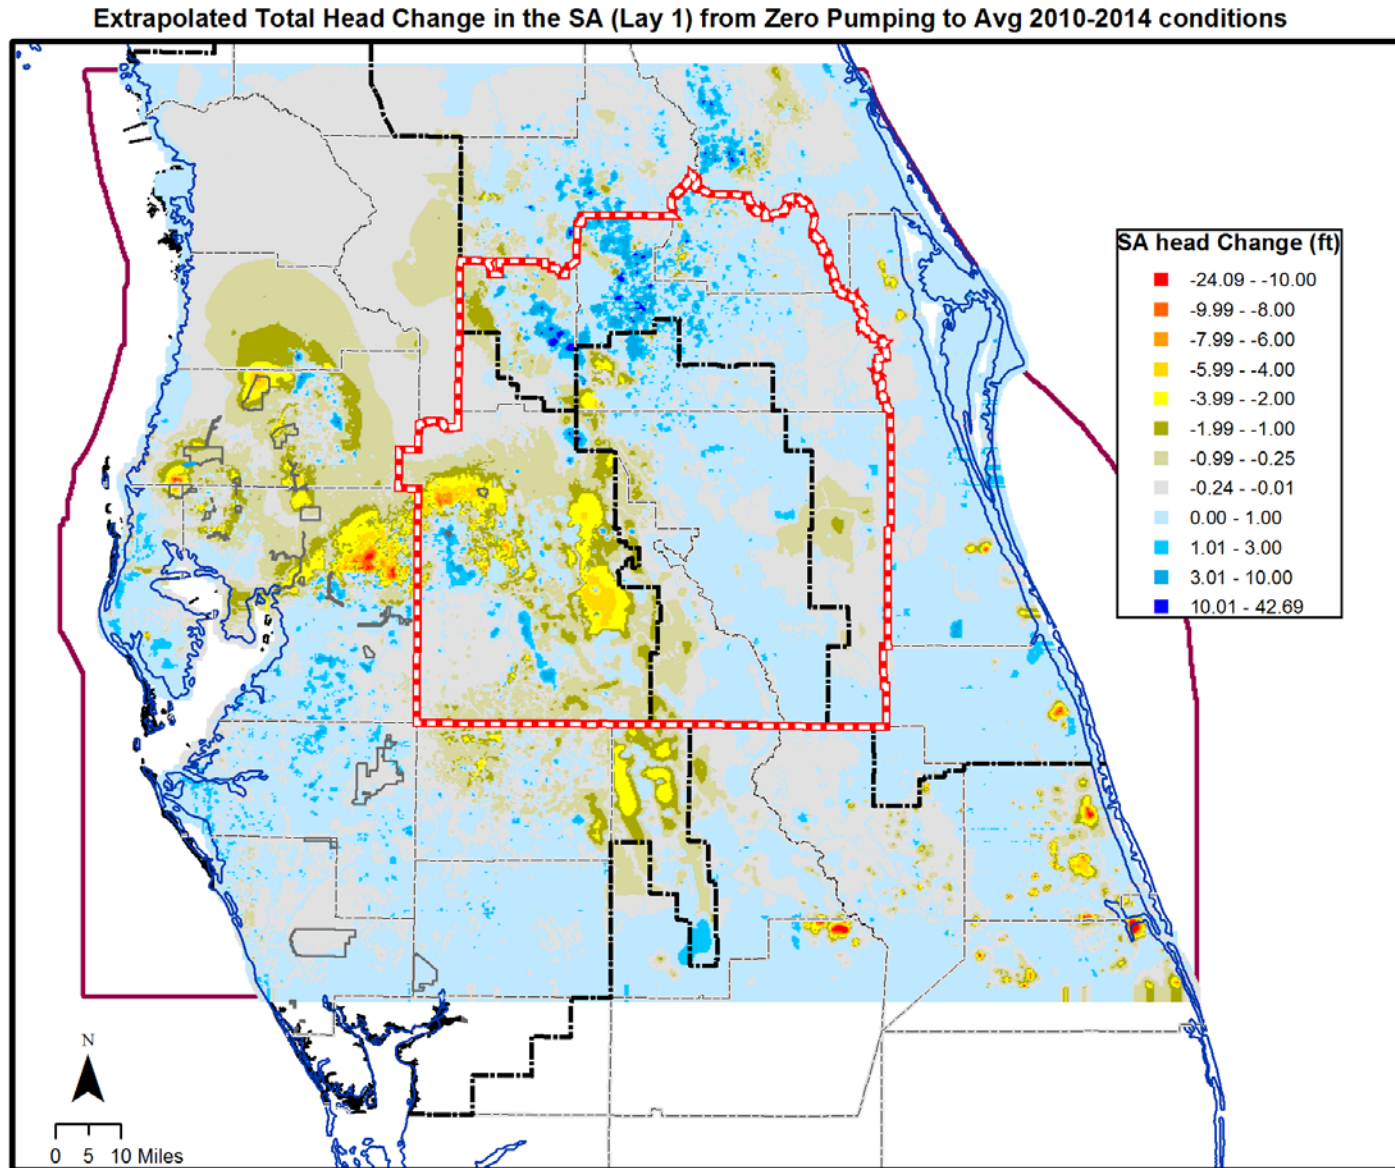 Extrapolated Total Head Change in the SA (Lay 1) from Zero Pumping to Avg 2010-2014 conditions
SA head Change (ft)
-24.09 - -10.00
-9.99 - -8.00
-7.99 - -6.00
-5.99 - -4.00
-3.99 - -2.00
-1.99 - -1.00
-0.99 - -0.25
-0.24 - -0.01
0.00 - 1.00
1.01 - 3.00
3.01 - 10.00
10.01 - 42.69
N
0 5 10 Miles